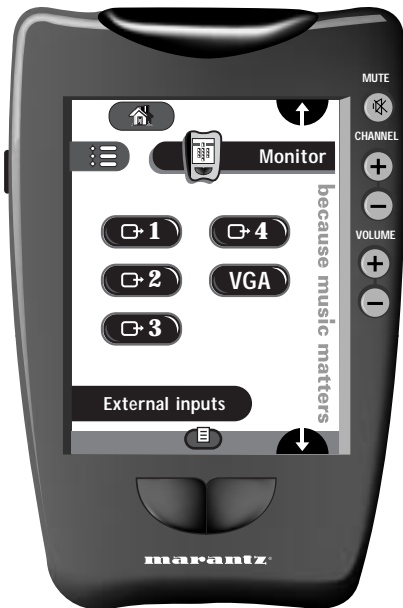 MUTE
CHANNEL
Monitor
because music matters
1
4
VOLUME
2
VGA
3
External inputs
marantz